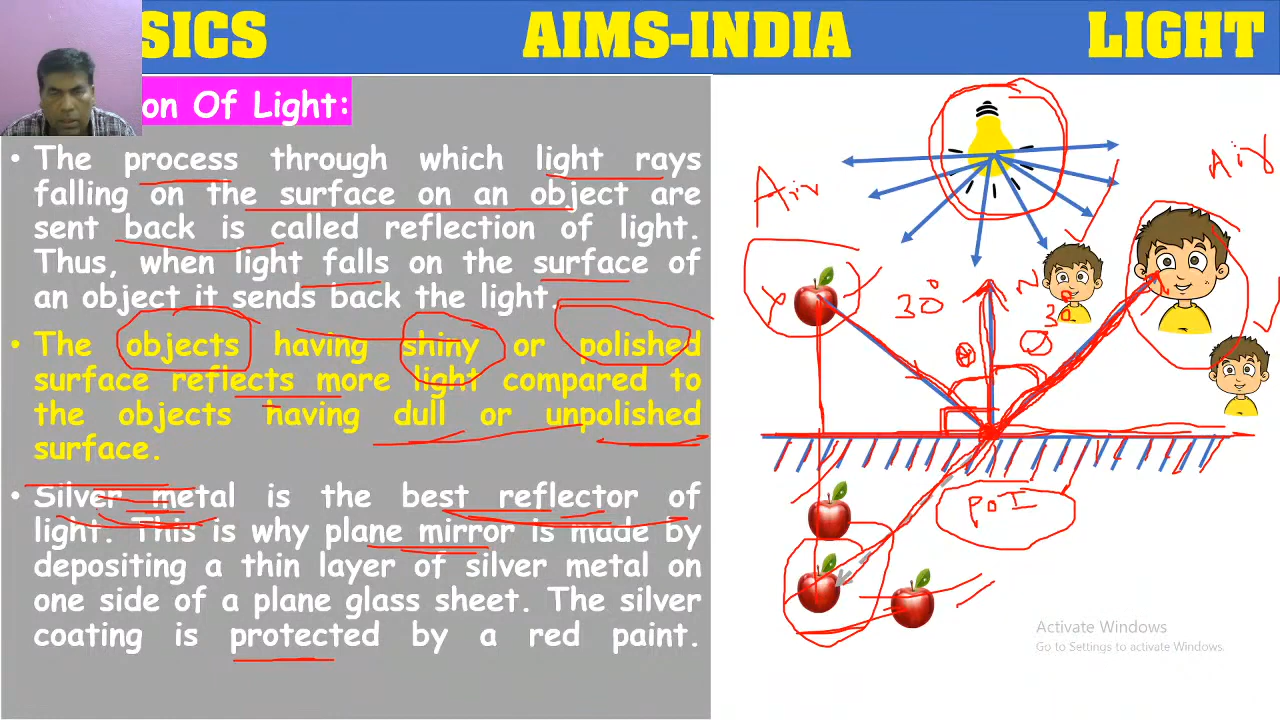 SICS AIMS-INDIA LIGHT
on Of Light:
• The process through which light rays
falling on the surface on an object are
sent back is called reflection of light.
Thus, when light falls on the surface of
an object it sends back the light.
• The objects having shiny or polished
surface reflects more light compared to
the objects having dull or unpolished
surface.
• Silver metal is the best reflector of
light. This is why plane mirror is made by
depositing a thin layer of silver metal on
one side of a plane glass sheet. The silver
coating is protected by a red paint.
Air
Air
30°
N
30
POI
Activate Windows
Go to Settings to activate Windows.